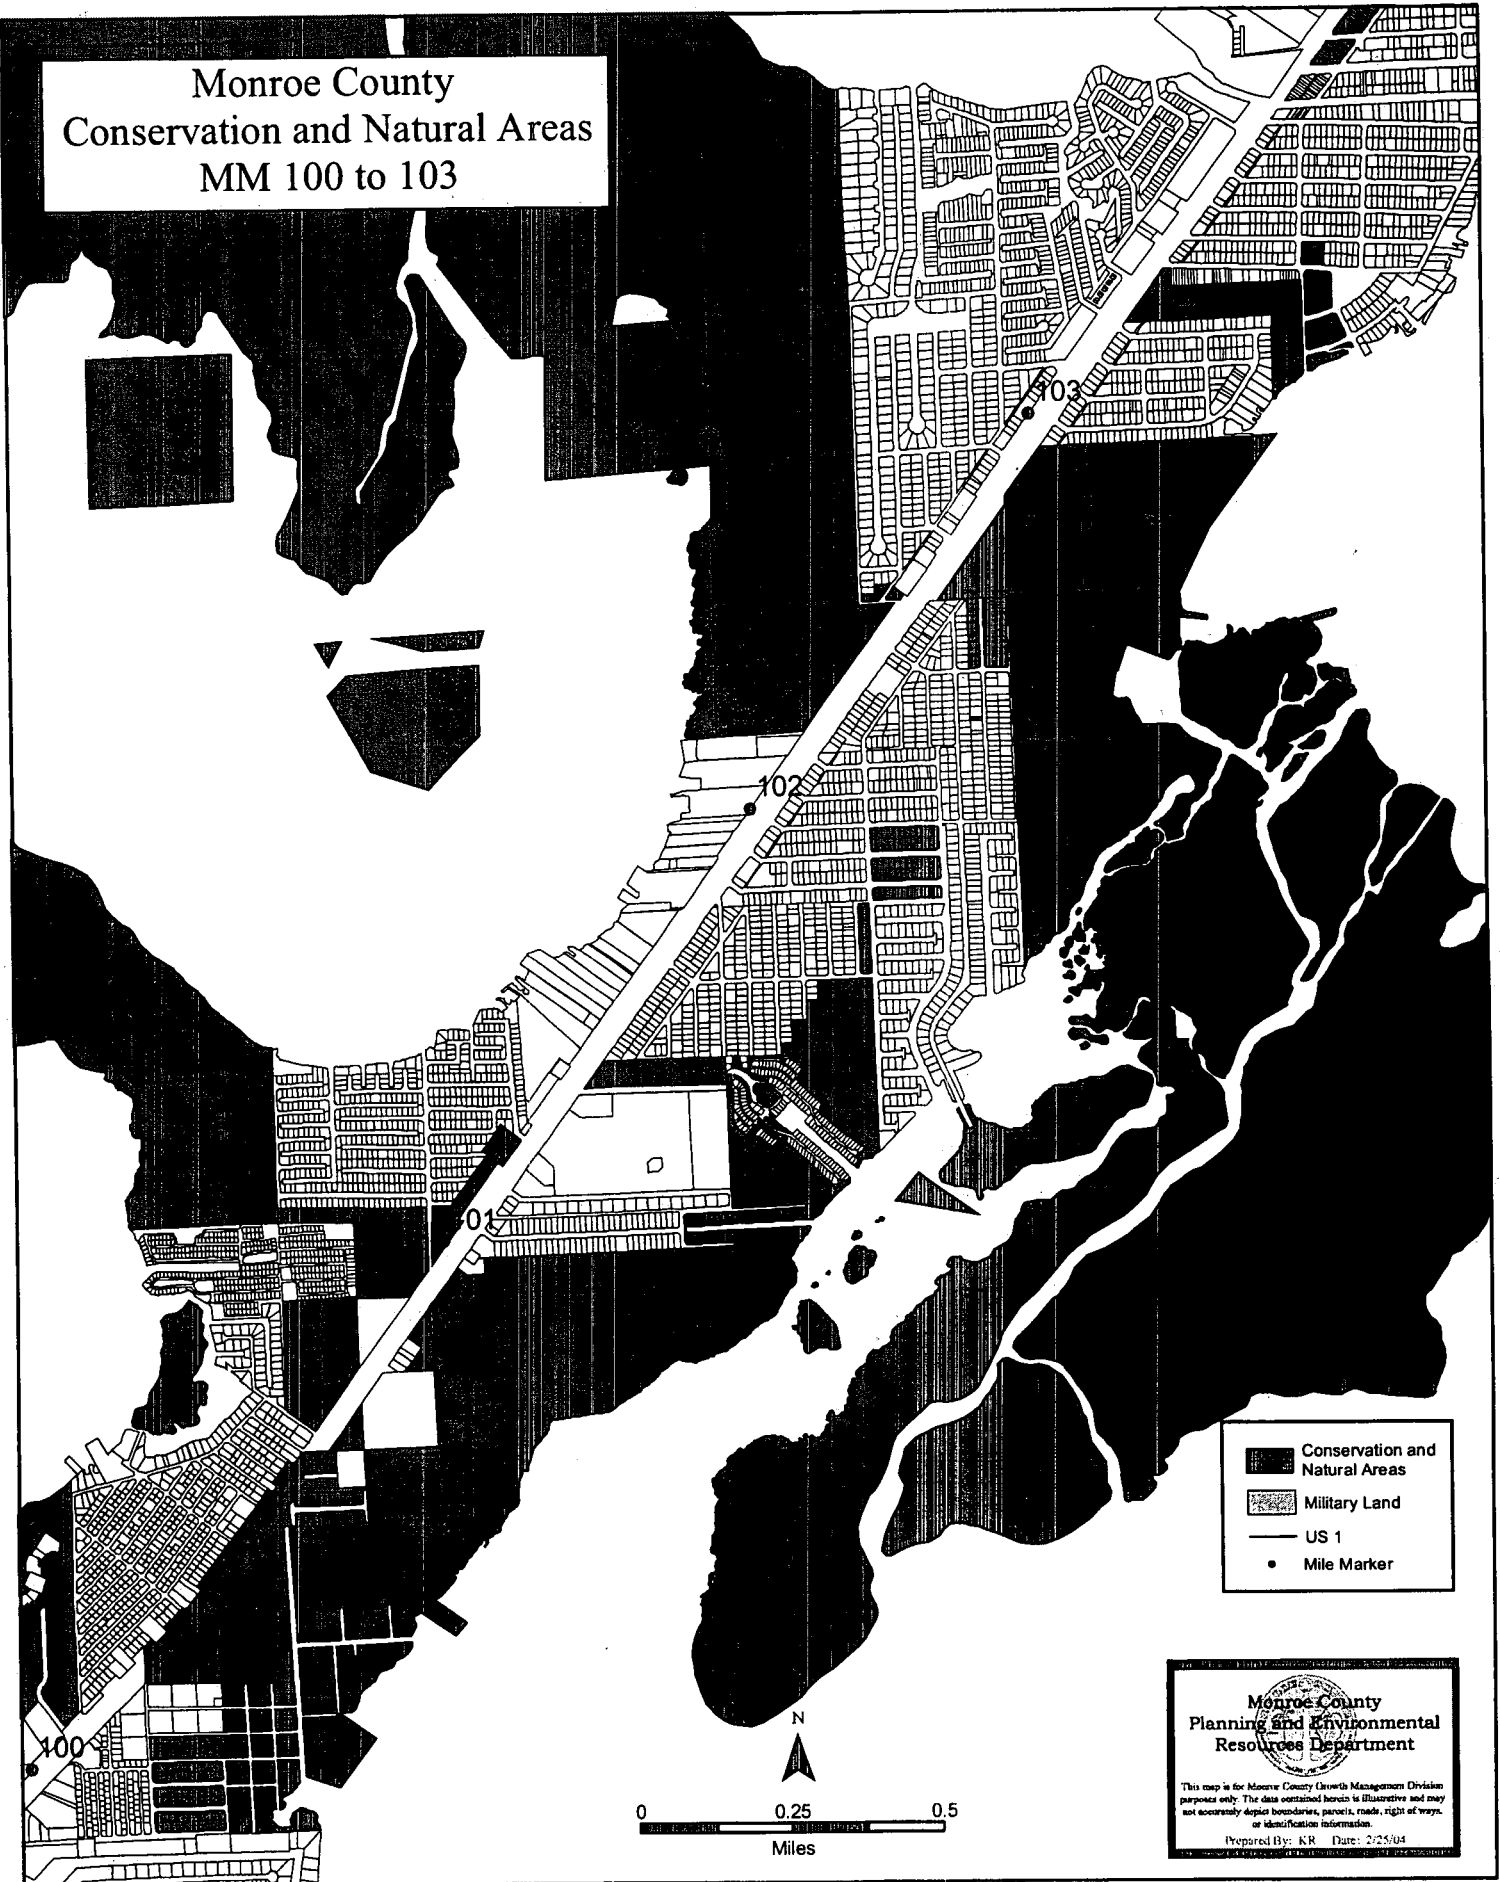 Monroe County
Conservation and Natural Areas
MM 100 to 103
103
102
01
100
Conservation and
Natural Areas
Military Land
US 1
Mile Marker
N
0 0.25 0.5
Miles
Monroe County
Planning and Environmental
Resources Department
This map is for Monroe County Growth Management Division
purposes only. The data contained herein is illustrative and may
not accurately depict boundaries, parcels, roads, right of ways,
or identification information.
Prepared By: KR Date: 2/25/04